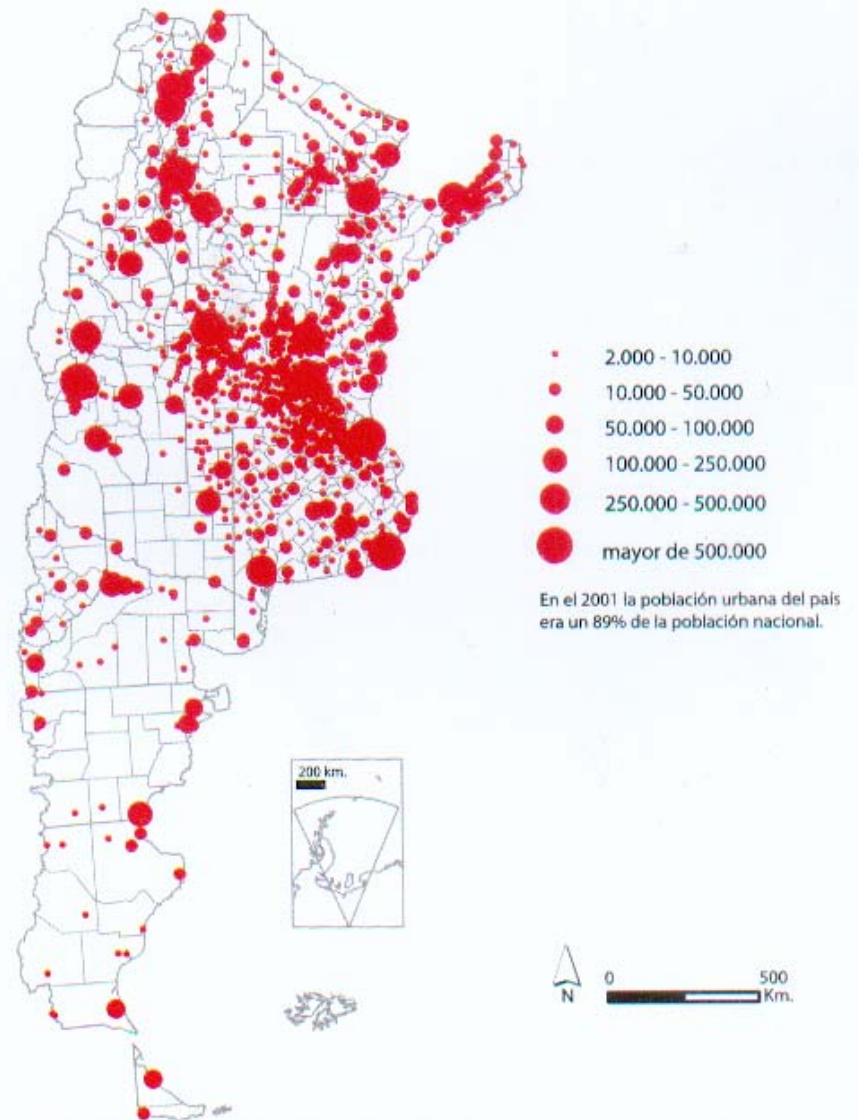 2.000 - 10.000
10.000 - 50.000
50.000 - 100.000
100.000 - 250.000
250.000 - 500.000
mayor de 500.000
En el 2001 la población urbana del país
era un 89% de la población nacional.
200 km.
0 500
N Km.